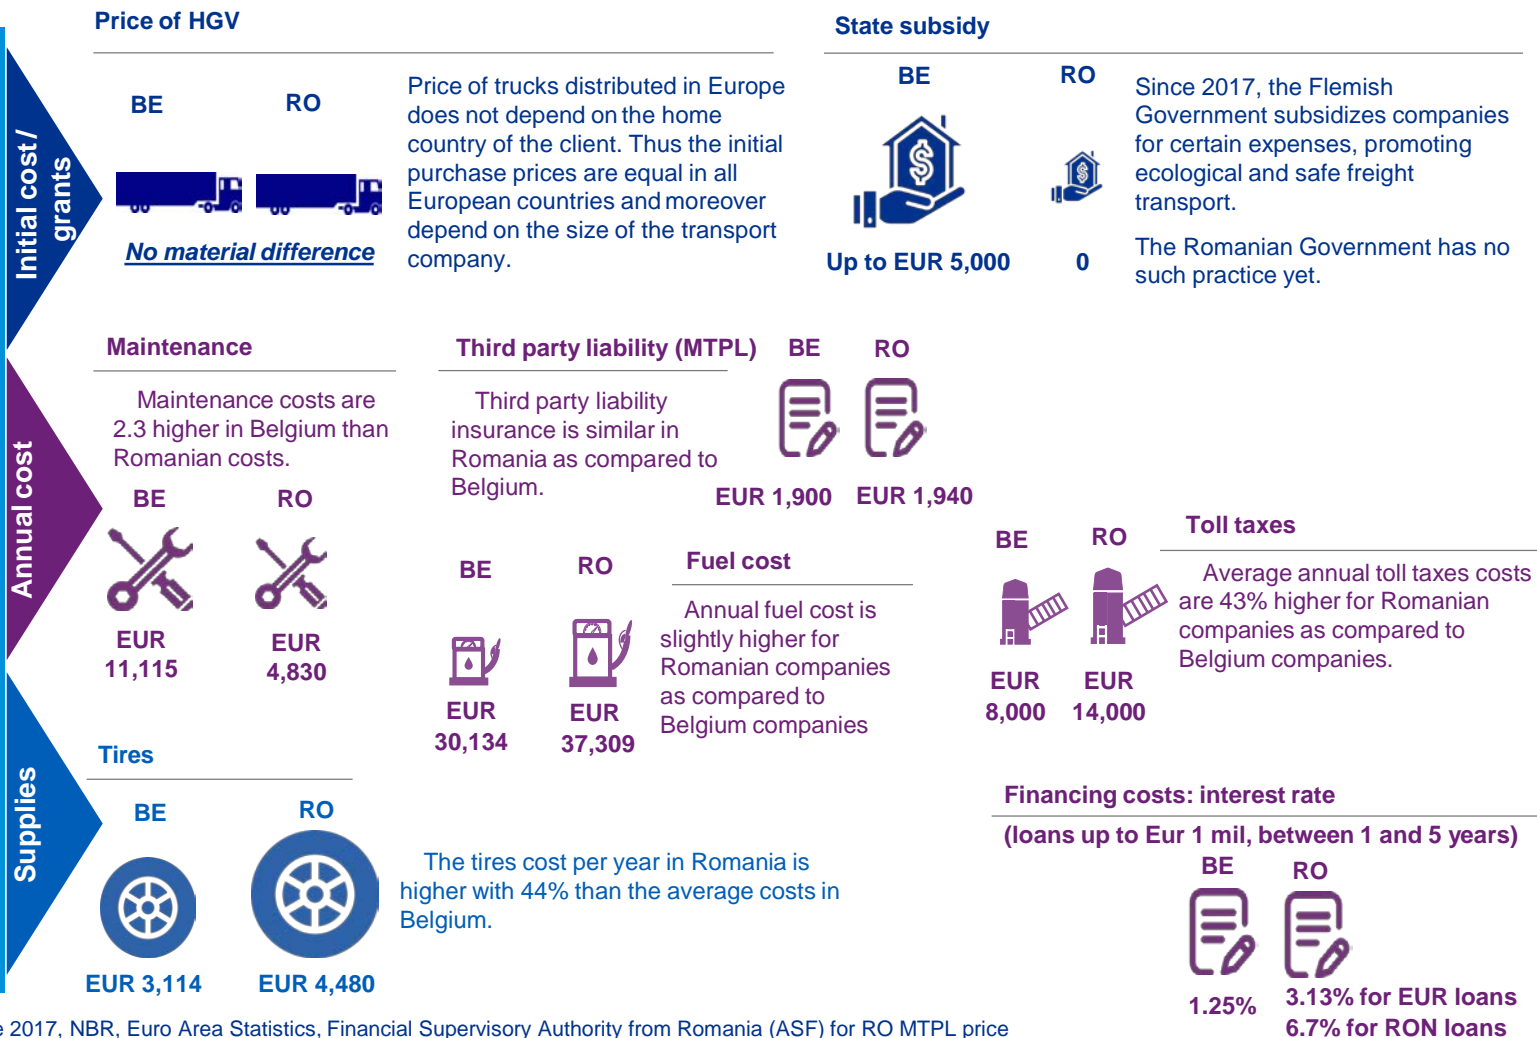 Price of HGV
BE
RO
Price of trucks distributed in Europe
does not depend on the home
country of the client. Thus the initial
purchase prices are equal in all
European countries and moreover
depend on the size of the transport
company.
No material difference
State subsidy
BE
RO
Since 2017, the Flemish
Government subsidizes companies
for certain expenses, promoting
ecological and safe freight
transport.
The Romanian Government has no
such practice yet.
Up to EUR 5,000
0
Initial cost /
grants
Annual cost
Maintenance
Maintenance costs are
2.3 higher in Belgium than
Romanian costs.
BE
RO
EUR
11,115
EUR
4,830
Third party liability (MTPL)
BE
RO
Third party liability
insurance is similar in
Romania as compared to
Belgium.
EUR 1,900
EUR 1,940
BE
RO
Fuel cost
Annual fuel cost is
slightly higher for
Romanian companies
as compared to
Belgium companies
EUR
30,134
EUR
37,309
BE
RO
Toll taxes
Average annual toll taxes costs
are 43% higher for Romanian
companies as compared to
Belgium companies.
EUR
8,000
EUR
14,000
Supplies
Tires
BE
RO
The tires cost per year in Romania is
higher with 44% than the average costs in
Belgium.
EUR 3,114
EUR 4,480
Financing costs: interest rate
(loans up to Eur 1 mil, between 1 and 5 years)
BE
RO
1.25%
3.13% for EUR loans
6.7% for RON loans
2017, NBR, Euro Area Statistics, Financial Supervisory Authority from Romania (ASF) for RO MTPL price